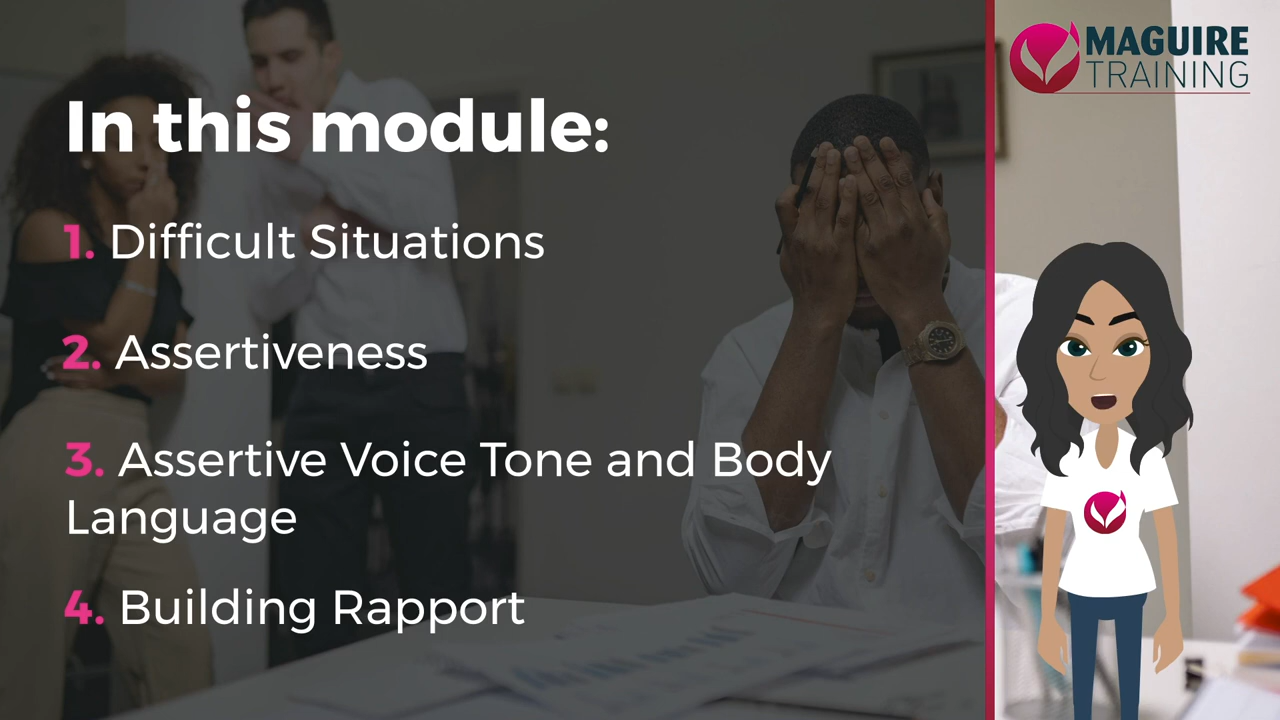 MAGUIRE
TRAINING
In this module:
1. Difficult Situations
2. Assertiveness
3. Assertive Voice Tone and Body
Language
4. Building Rapport